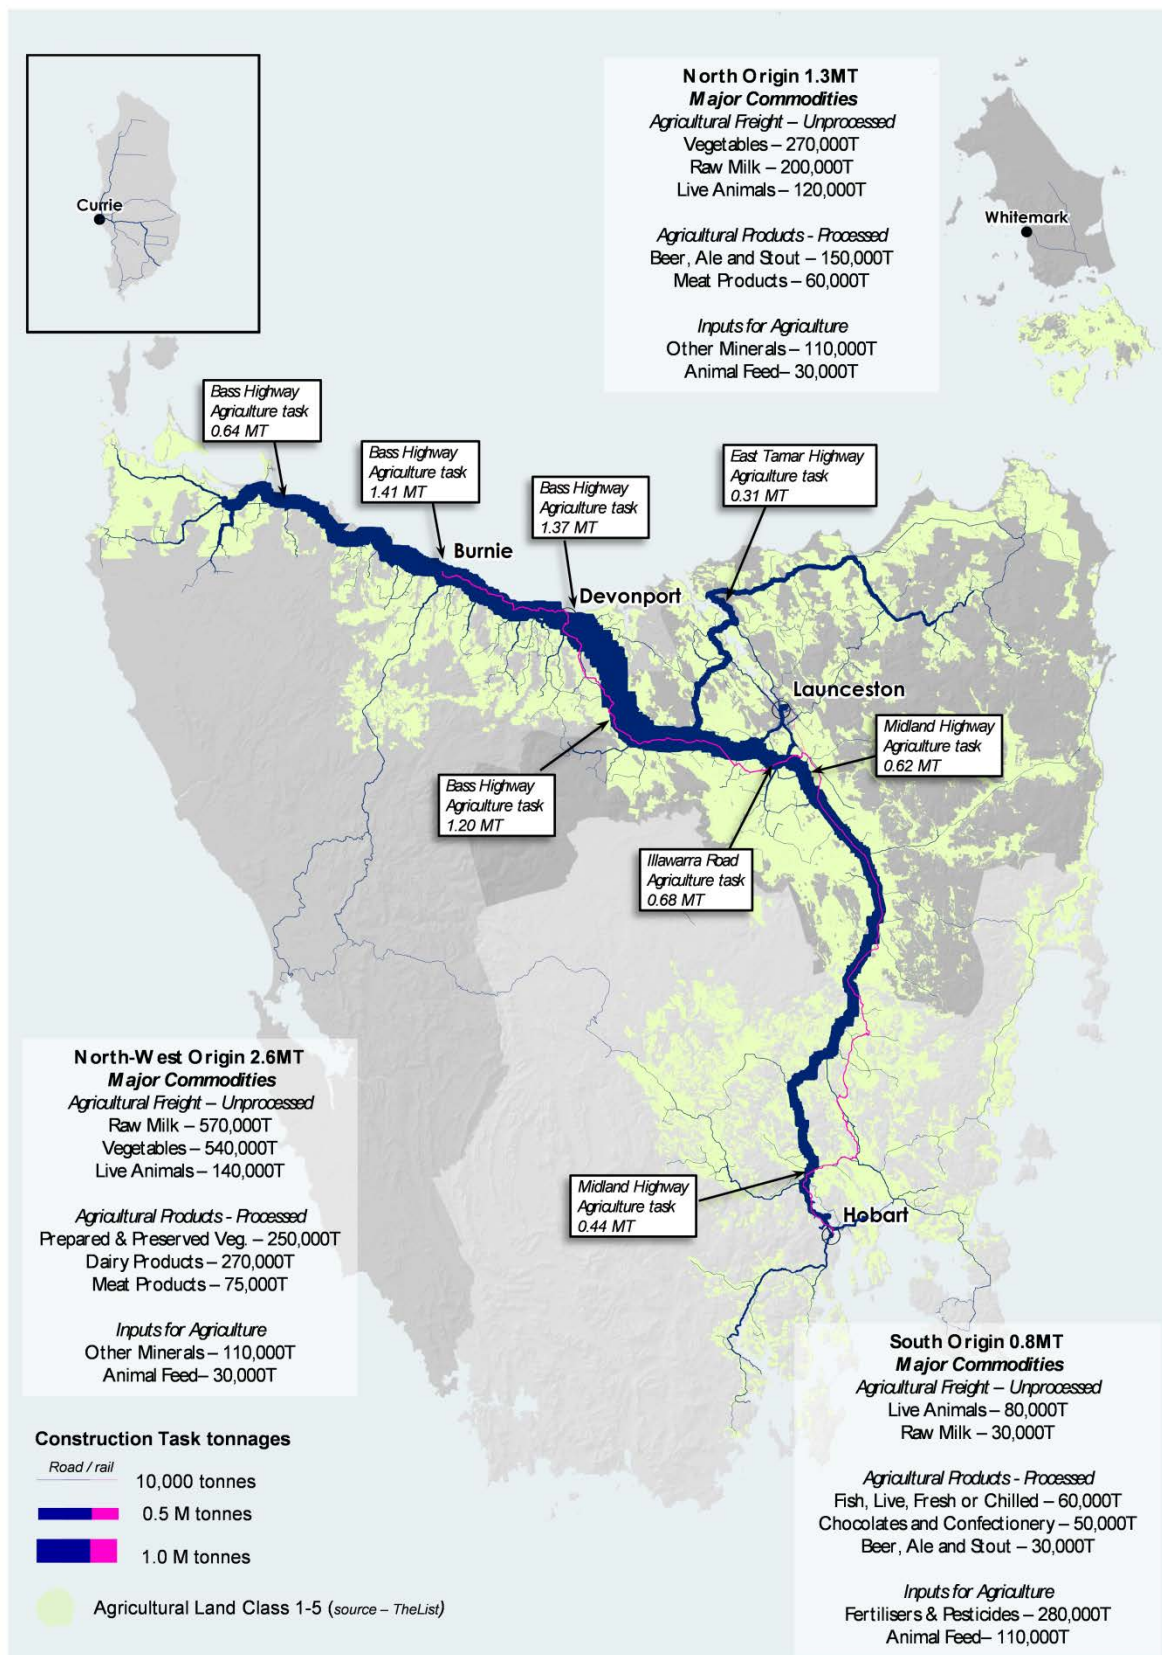 Currie
North Origin 1.3MT
Major Commodities
Agricultural Freight – Unprocessed
Vegetables – 270,000T
Raw Milk – 200,000T
Live Animals – 120,000T
Agricultural Products - Processed
Beer, Ale and Stout – 150,000T
Meat Products – 60,000T
Inputs for Agriculture
Other Minerals – 110,000T
Animal Feed– 30,000T
Whitemark
Bass Highway
Agriculture task
0.64 MT
Bass Highway
Agriculture task
1.41 MT
Bass Highway
Agriculture task
1.37 MT
East Tamar Highway
Agriculture task
0.31 MT
Burnie
Devonport
Launceston
Midland Highway
Agriculture task
0.62 MT
Bass Highway
Agriculture task
1.20 MT
Illawarra Road
Agriculture task
0.68 MT
North-West Origin 2.6MT
Major Commodities
Agricultural Freight – Unprocessed
Raw Milk – 570,000T
Vegetables – 540,000T
Live Animals – 140,000T
Agricultural Products - Processed
Prepared & Preserved Veg. – 250,000T
Dairy Products – 270,000T
Meat Products – 75,000T
Inputs for Agriculture
Other Minerals – 110,000T
Animal Feed– 30,000T
Midland Highway
Agriculture task
0.44 MT
Hobart
South Origin 0.8MT
Major Commodities
Agricultural Freight – Unprocessed
Live Animals – 80,000T
Raw Milk – 30,000T
Agricultural Products - Processed
Fish, Live, Fresh or Chilled – 60,000T
Chocolates and Confectionery – 50,000T
Beer, Ale and Stout – 30,000T
Inputs for Agriculture
Fertilisers & Pesticides – 280,000T
Animal Feed– 110,000T
Construction Task tonnages
Road / rail
10,000 tonnes
0.5 M tonnes
1.0 M tonnes
Agricultural Land Class 1-5 (source – TheList)